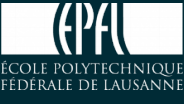 EPFL
ÉCOLE POLYTECHNIQUE
FÉDÉRALE DE LAUSANNE